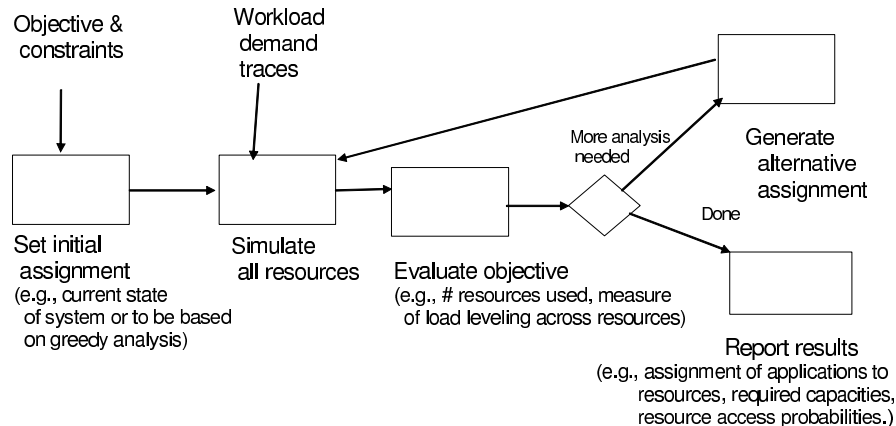 Objective &
constraints
Workload
demand
traces
More analysis
needed
Generate
alternative
assignment
Set initial
assignment
(e.g., current state
of system or to be based
on greedy analysis)
Simulate
all resources
Evaluate objective
(e.g., # resources used, measure
of load leveling across resources)
Done
Report results
(e.g., assignment of applications to
resources, required capacities,
resource access probabilities.)